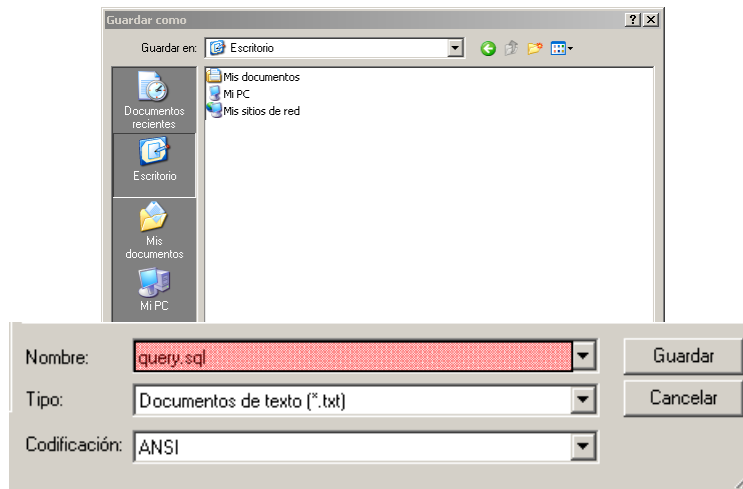 Guardar como
Guardar en: Escritorio
Mis documentos
Mi PC
Mis sitios de red
Documentos
recientes
Escritorio
Mis
documentos
Mi PC
Nombre: query.sql Guardar
Tipo: Documentos de texto (*.txt) Cancelar
Codificación: ANSI